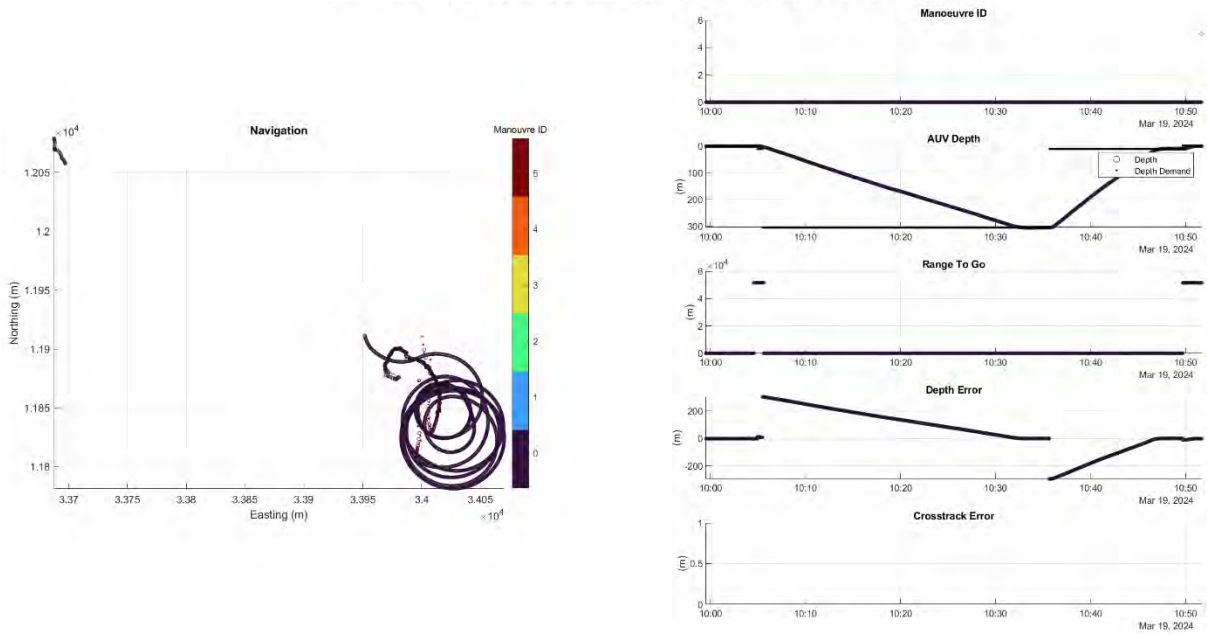 Navigation
Manouvre ID
×10⁴
1.205
1.2
1.195
1.19
1.185
1.18
Northing (m)
3.37 3.375 3.38 3.385 3.39 3.395 3.4 3.405
Easting (m)
×10⁴
5
4
3
2
1
0
Manoeuvre ID
6
4
2
0
10:00 10:10 10:20 10:30 10:40 10:50
Mar 19, 2024
AUV Depth
0
100
200
300
(m)
Depth
Depth Demand
10:00 10:10 10:20 10:30 10:40 10:50
Mar 19, 2024
Range To Go
×10⁴
6
4
2
0
(m)
10:00 10:10 10:20 10:30 10:40 10:50
Mar 19, 2024
Depth Error
200
0
-200
(m)
10:00 10:10 10:20 10:30 10:40 10:50
Mar 19, 2024
Crosstrack Error
1
0.5
0
(m)
10:00 10:10 10:20 10:30 10:40 10:50
Mar 19, 2024